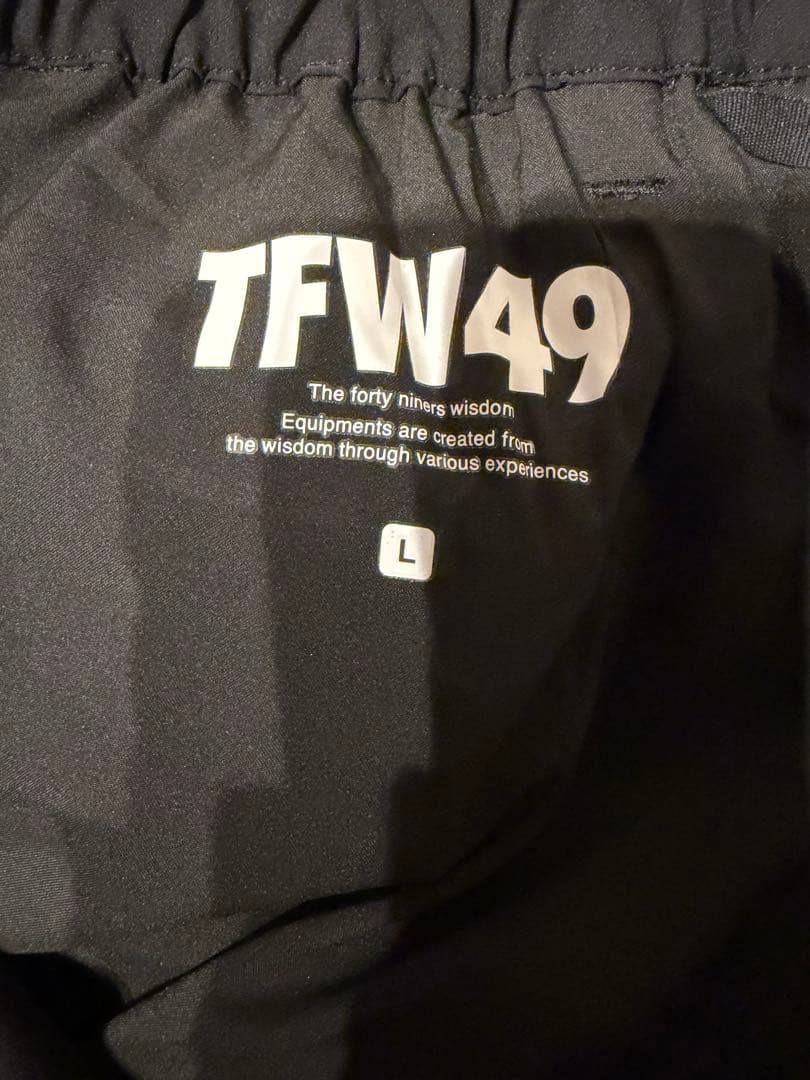 TFW49
The forty niners wisdom
Equipments are created from
the wisdom through various experiences
L